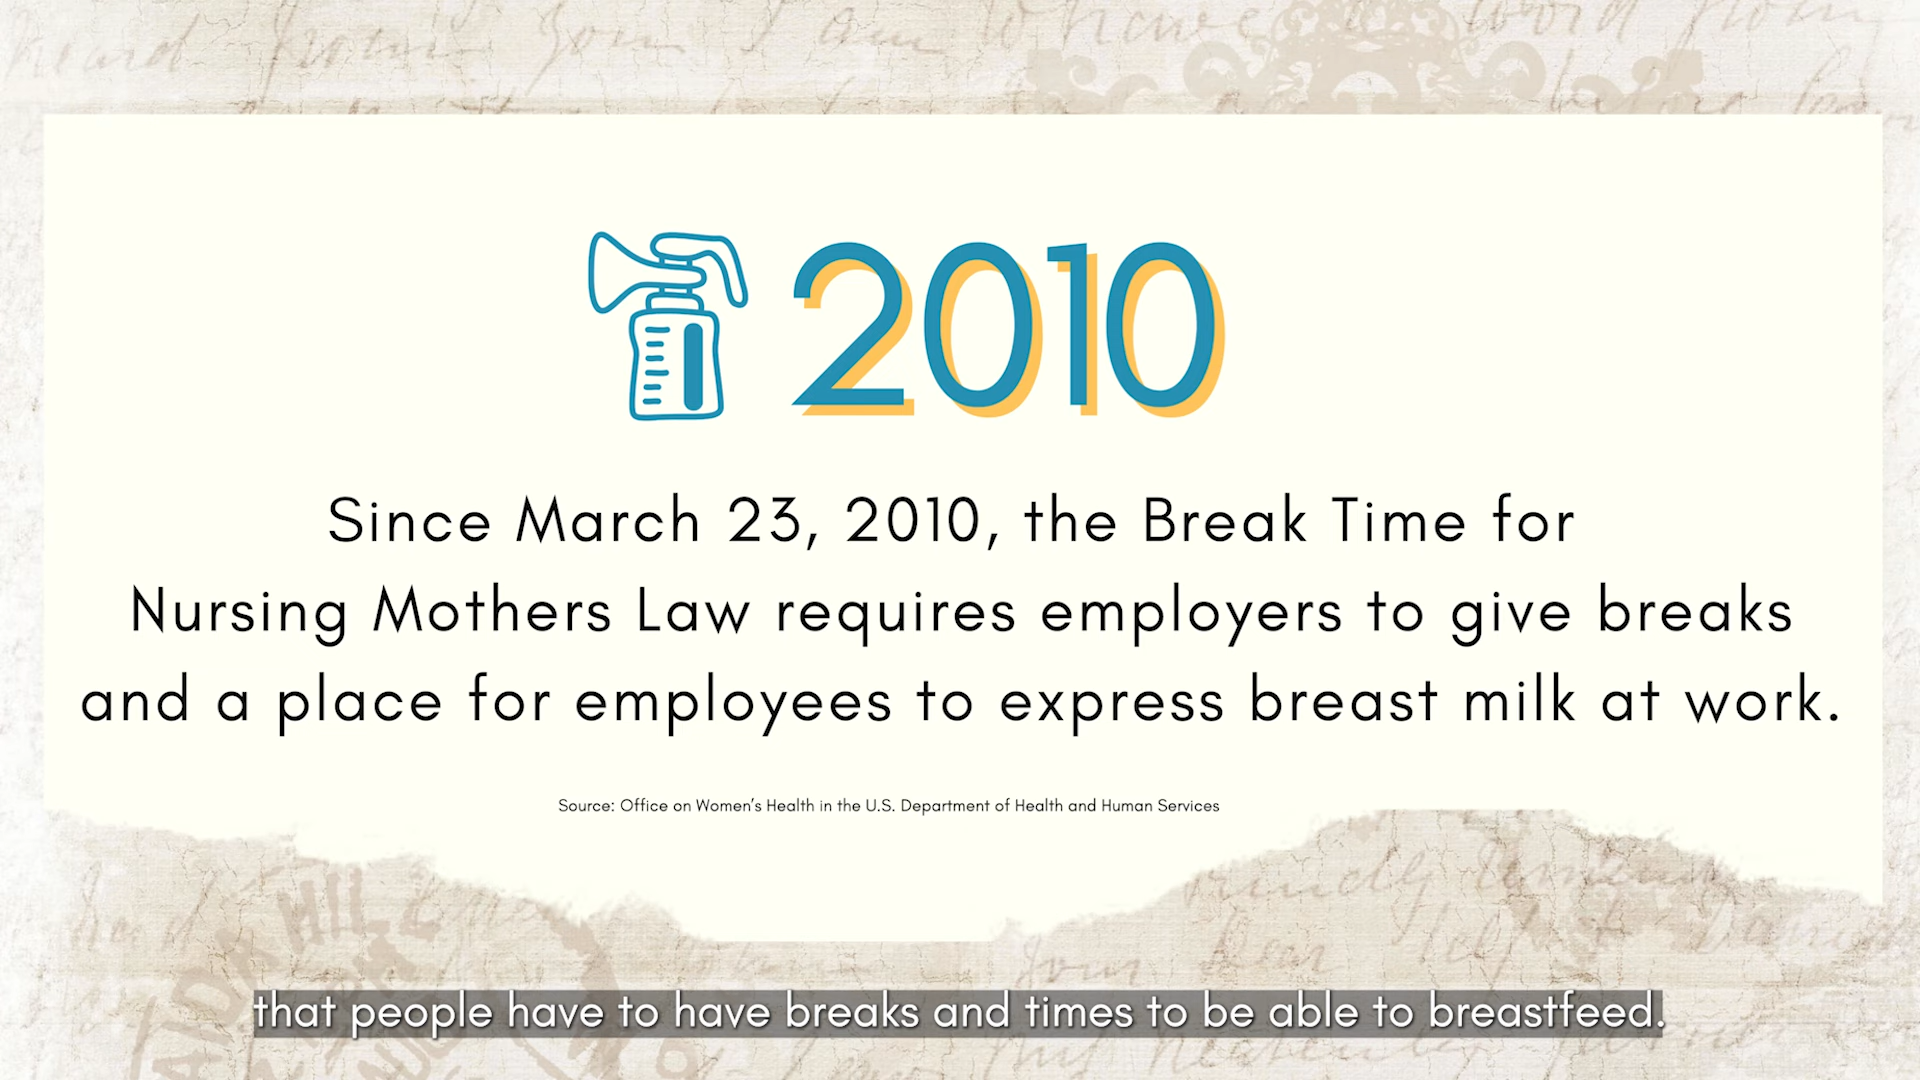 2010
Since March 23, 2010, the Break Time for
Nursing Mothers Law requires employers to give breaks
and a place for employees to express breast milk at work.
Source: Office on Women's Health in the U.S. Department of Health and Human Services
that people have to have breaks and times to be able to breastfeed.